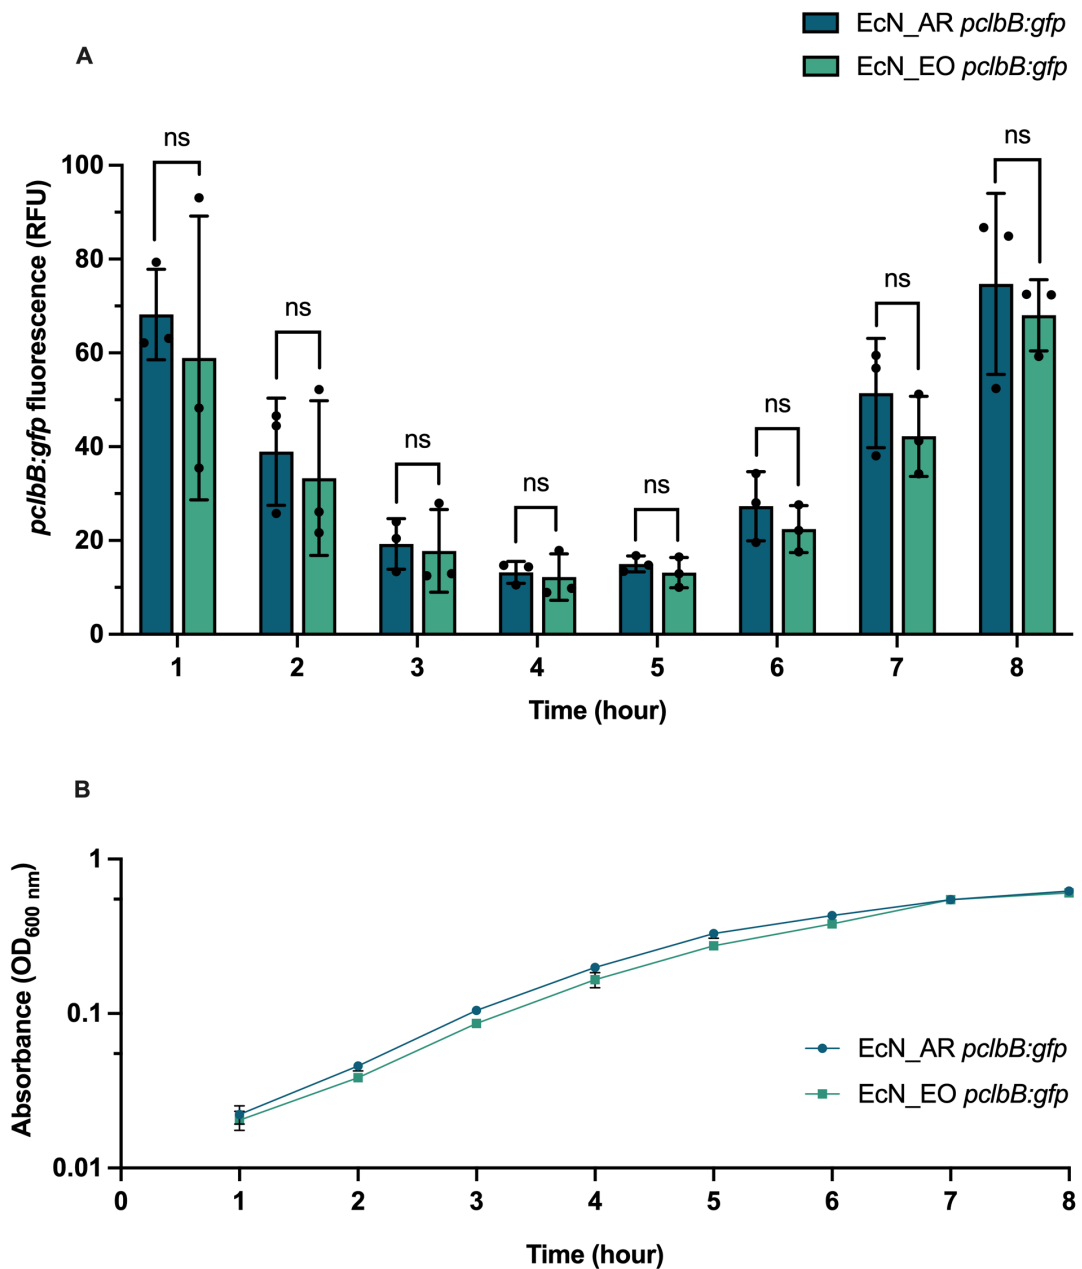 EcN_AR pclbB:gfp
EcN_EO pclbB:gfp
A
pclbB:gfp fluorescence (RFU)
100
80
60
40
20
0
ns
ns
ns
ns
ns
ns
ns
ns
1 2 3 4 5 6 7 8
Time (hour)
B
Absorbance (OD600 nm)
1
0.1
0.01
EcN_AR pclbB:gfp
EcN_EO pclbB:gfp
0 1 2 3 4 5 6 7 8
Time (hour)